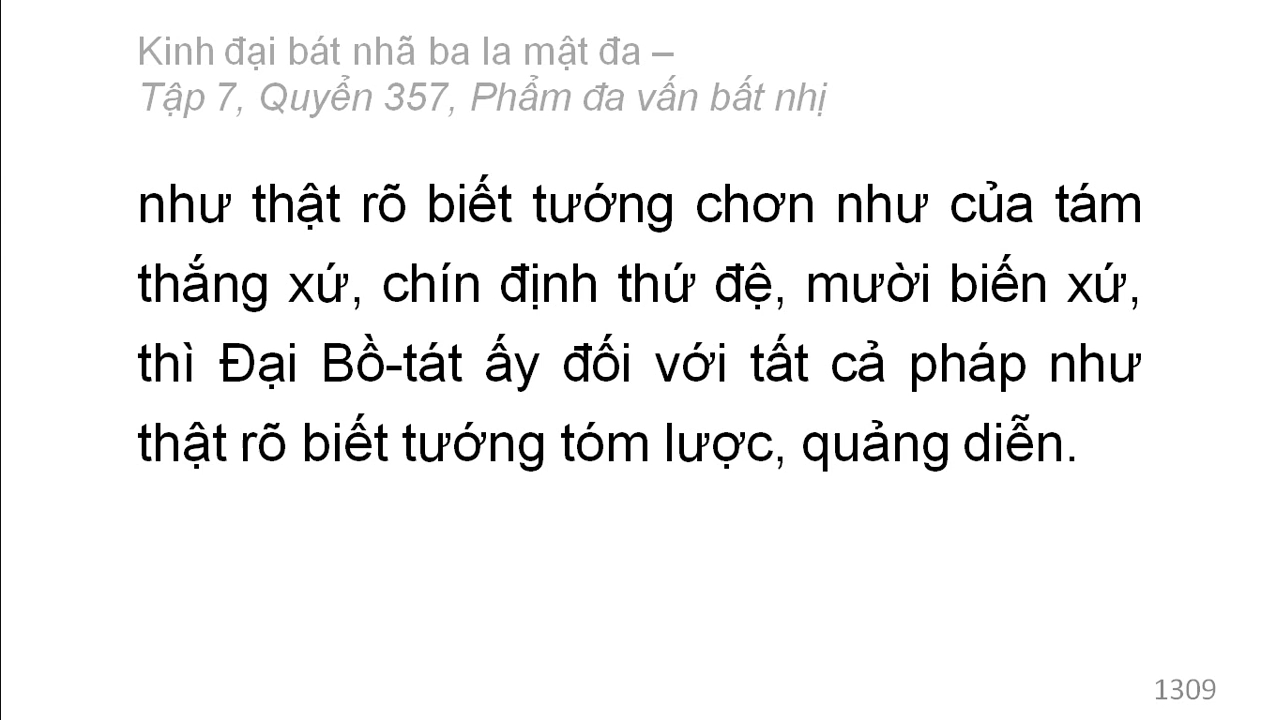 Kinh đại bát nhã ba la mật đa –
Tập 7, Quyển 357, Phẩm đa vấn bất nhị
như thật rõ biết tướng chơn như của tám
thắng xứ, chín định thứ đệ, mười biến xứ,
thì Đại Bồ-tát ấy đối với tất cả pháp như
thật rõ biết tướng tóm lược, quảng diễn.
1309